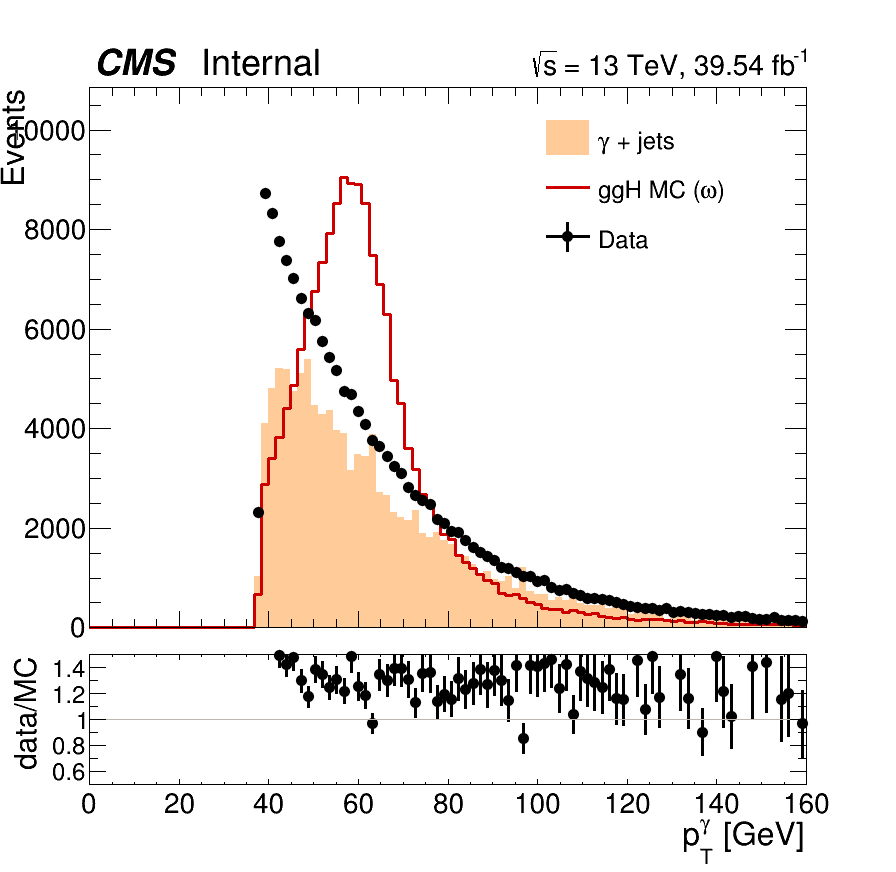 CMS Internal
√s = 13 TeV, 39.54 fb⁻¹
Events
10000
8000
6000
4000
2000
0
γ + jets
ggH MC (ω)
Data
data/MC
1.4
1.2
1
0.8
0.6
0 20 40 60 80 100 120 140 160
p_T^γ [GeV]